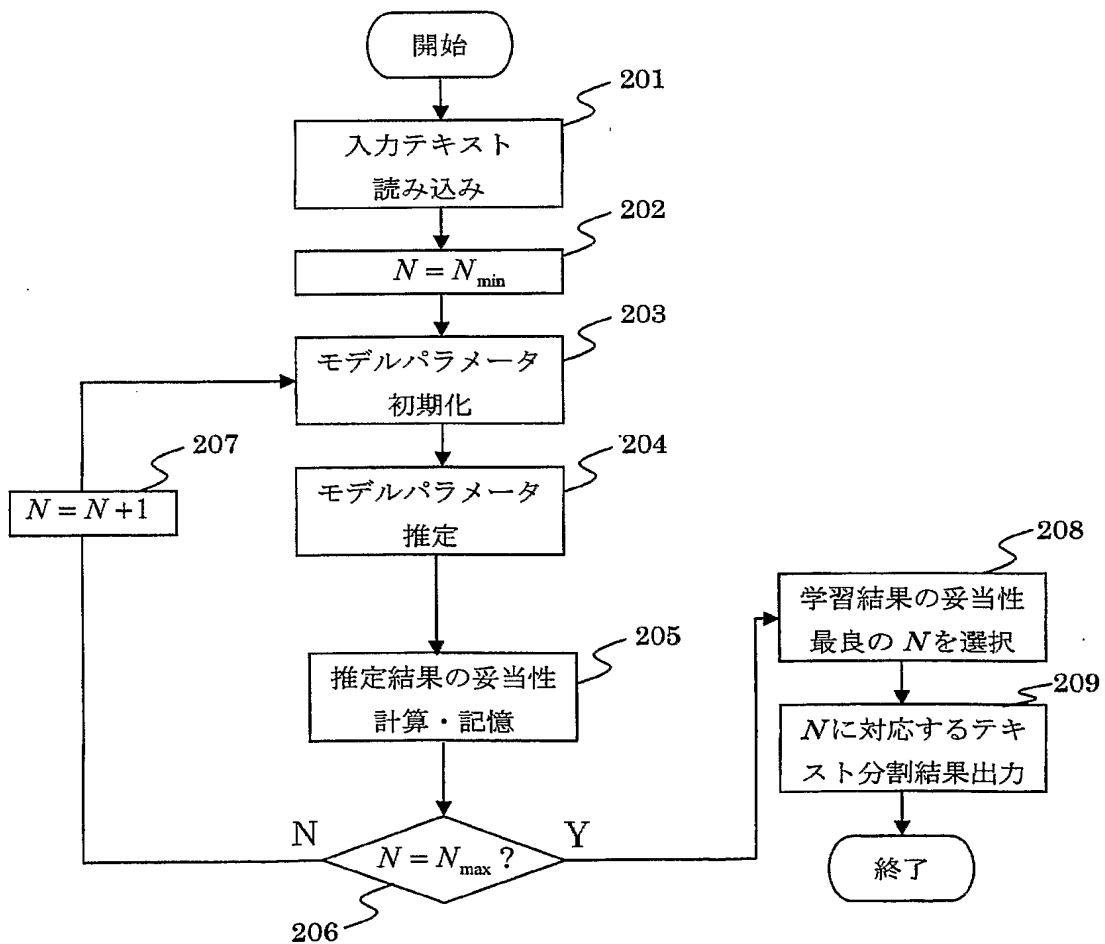 開始
201
入力テキスト
読み込み
202
N = N_min
203
モデルパラメータ
初期化
207
N = N+1
204
モデルパラメータ
推定
205
推定結果の妥当性
計算・記憶
N
N = N_max ?
Y
206
208
学習結果の妥当性
最良の N を選択
209
Nに対応するテキ
スト分割結果出力
終了